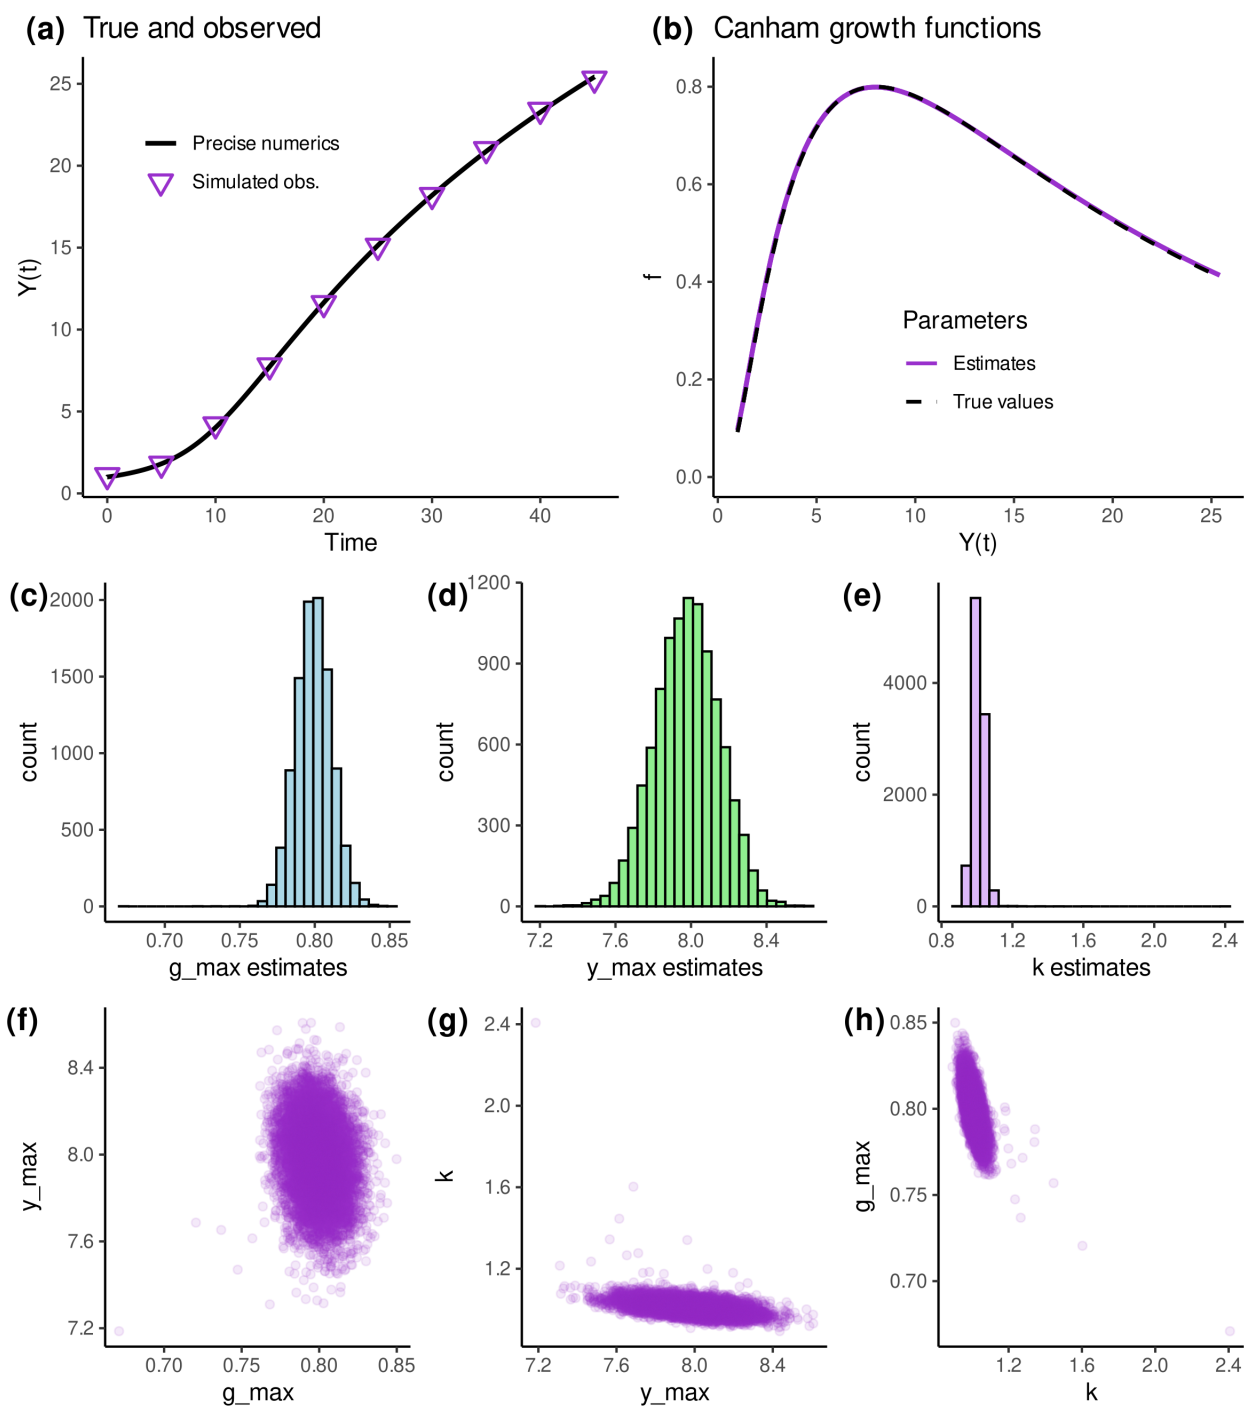 (a) True and observed
25
20
15
10
5
0
Y(t)
Precise numerics
Simulated obs.
0 10 20 30 40
Time
(b) Canham growth functions
0.8
0.6
0.4
0.2
0.0
f
Parameters
Estimates
True values
0 5 10 15 20 25
Y(t)
(c)
2000
1500
1000
500
0
count
0.70 0.75 0.80 0.85
g_max estimates
(d)
1200
900
600
300
0
count
7.2 7.6 8.0 8.4
y_max estimates
(e)
4000
2000
0
count
0.8 1.2 1.6 2.0 2.4
k estimates
(f)
8.4
8.0
7.6
7.2
y_max
0.70 0.75 0.80 0.85
g_max
(g)
2.4
2.0
1.6
1.2
k
7.2 7.6 8.0 8.4
y_max
(h)
0.85
0.80
0.75
0.70
g_max
1.2 1.6 2.0 2.4
k